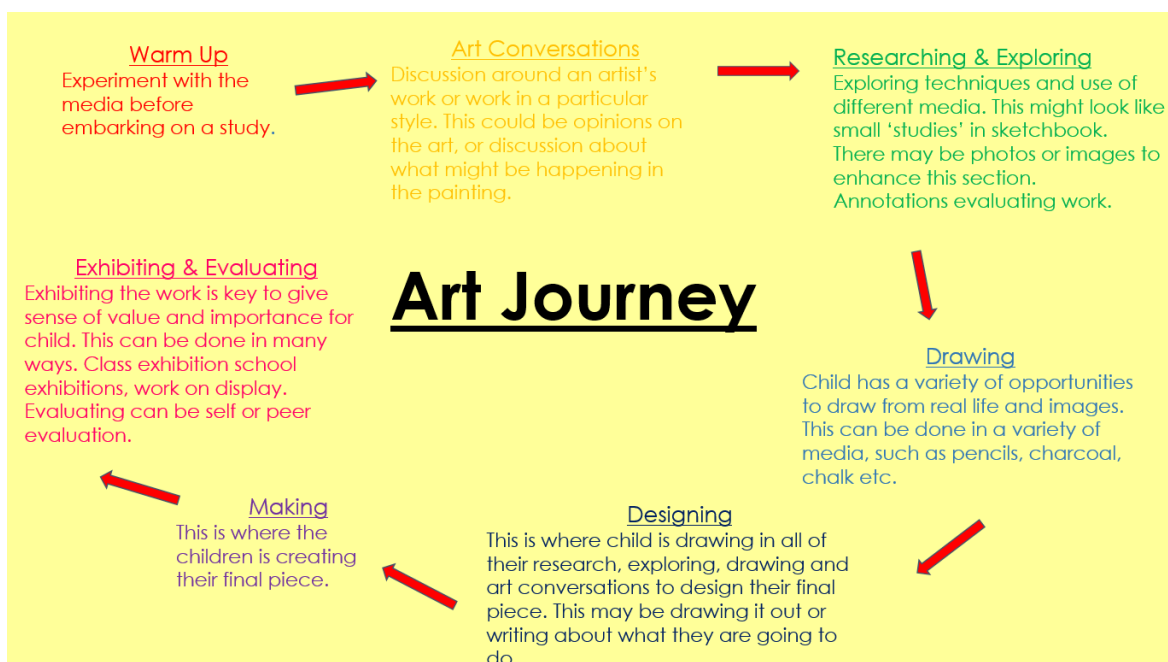 Warm Up
Experiment with the
media before
embarking on a study.
Art Conversations
Discussion around an artist's
work or work in a particular
style. This could be opinions on
the art, or discussion about
what might be happening in
the painting.
Researching & Exploring
Exploring techniques and use of
different media. This might look like
small ‘studies’ in sketchbook.
There may be photos or images to
enhance this section.
Annotations evaluating work.
Art Journey
Drawing
Child has a variety of opportunities
to draw from real life and images.
This can be done in a variety of
media, such as pencils, charcoal,
chalk etc.
Designing
This is where child is drawing in all of
their research, exploring, drawing and
art conversations to design their final
piece. This may be drawing it out or
writing about what they are going to
do
Making
This is where the
children is creating
their final piece.
Exhibiting & Evaluating
Exhibiting the work is key to give
sense of value and importance for
child. This can be done in many
ways. Class exhibition school
exhibitions, work on display.
Evaluating can be self or peer
evaluation.